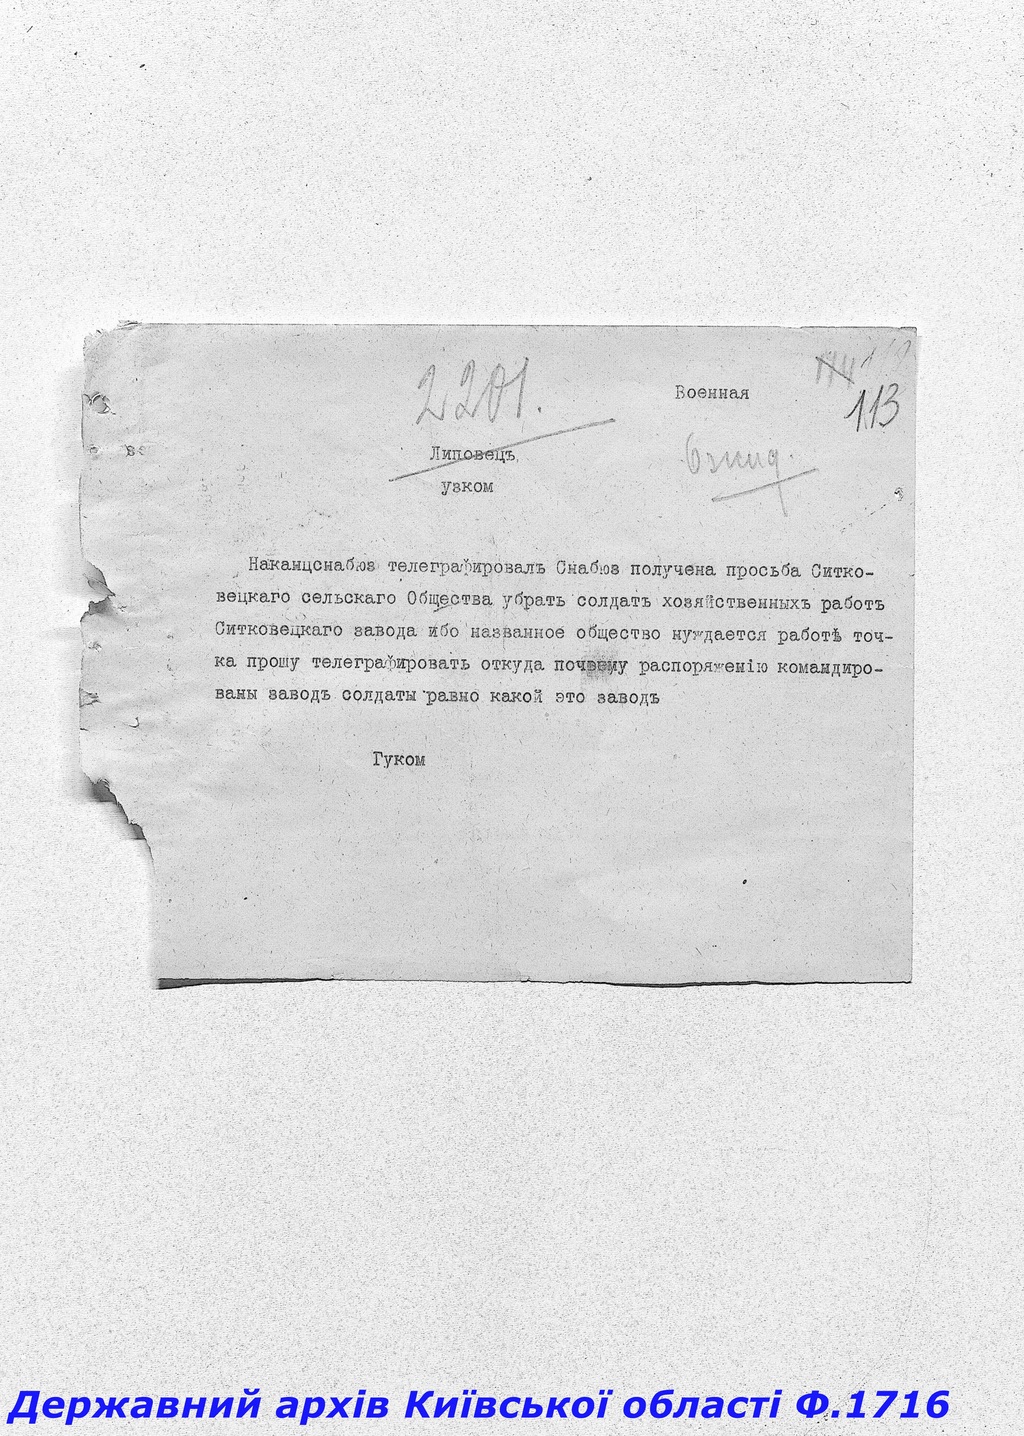 2201.
Военная
113
Липовецъ,
узком
Наканцснабюз телеграфировалъ Снабюз получена просьба Ситко-
вецкаго сельскаго Общества убрать солдатъ хозяйственныхъ работъ
Ситковецкаго завода ибо названное общество нуждается работѣ точ-
ка прошу телеграфировать откуда почьему распоряженію командиро-
ваны заводъ солдаты равно какой это заводъ
Гуком
Державний архів Київської області Ф.1716